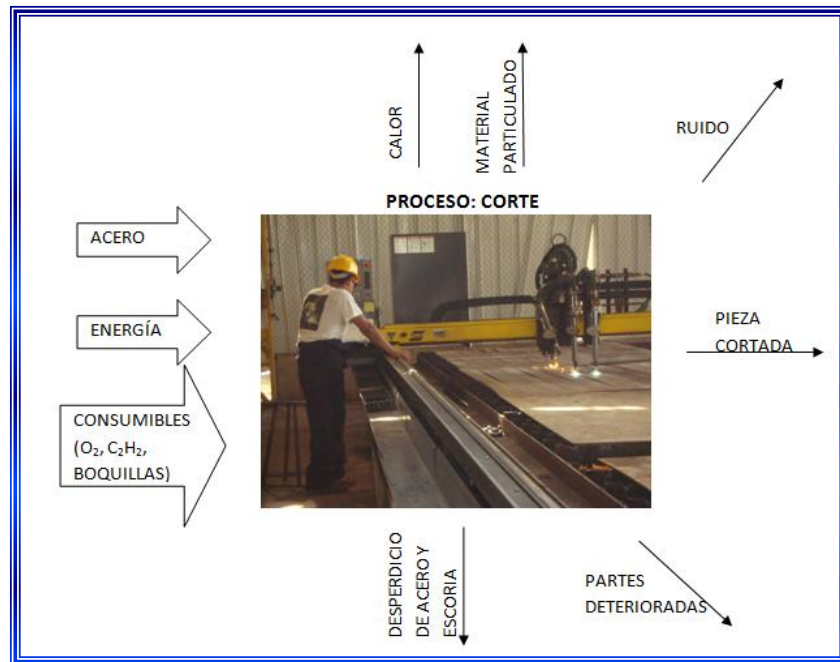 CALOR
MATERIAL
PARTICULADO
RUIDO
PROCESO: CORTE
ACERO
ENERGÍA
PIEZA
CORTADA
CONSUMIBLES
(O₂, C₂H₂,
BOQUILLAS)
DESPERDICIO
DE ACERO Y
ESCORIA
PARTES
DETERIORADAS